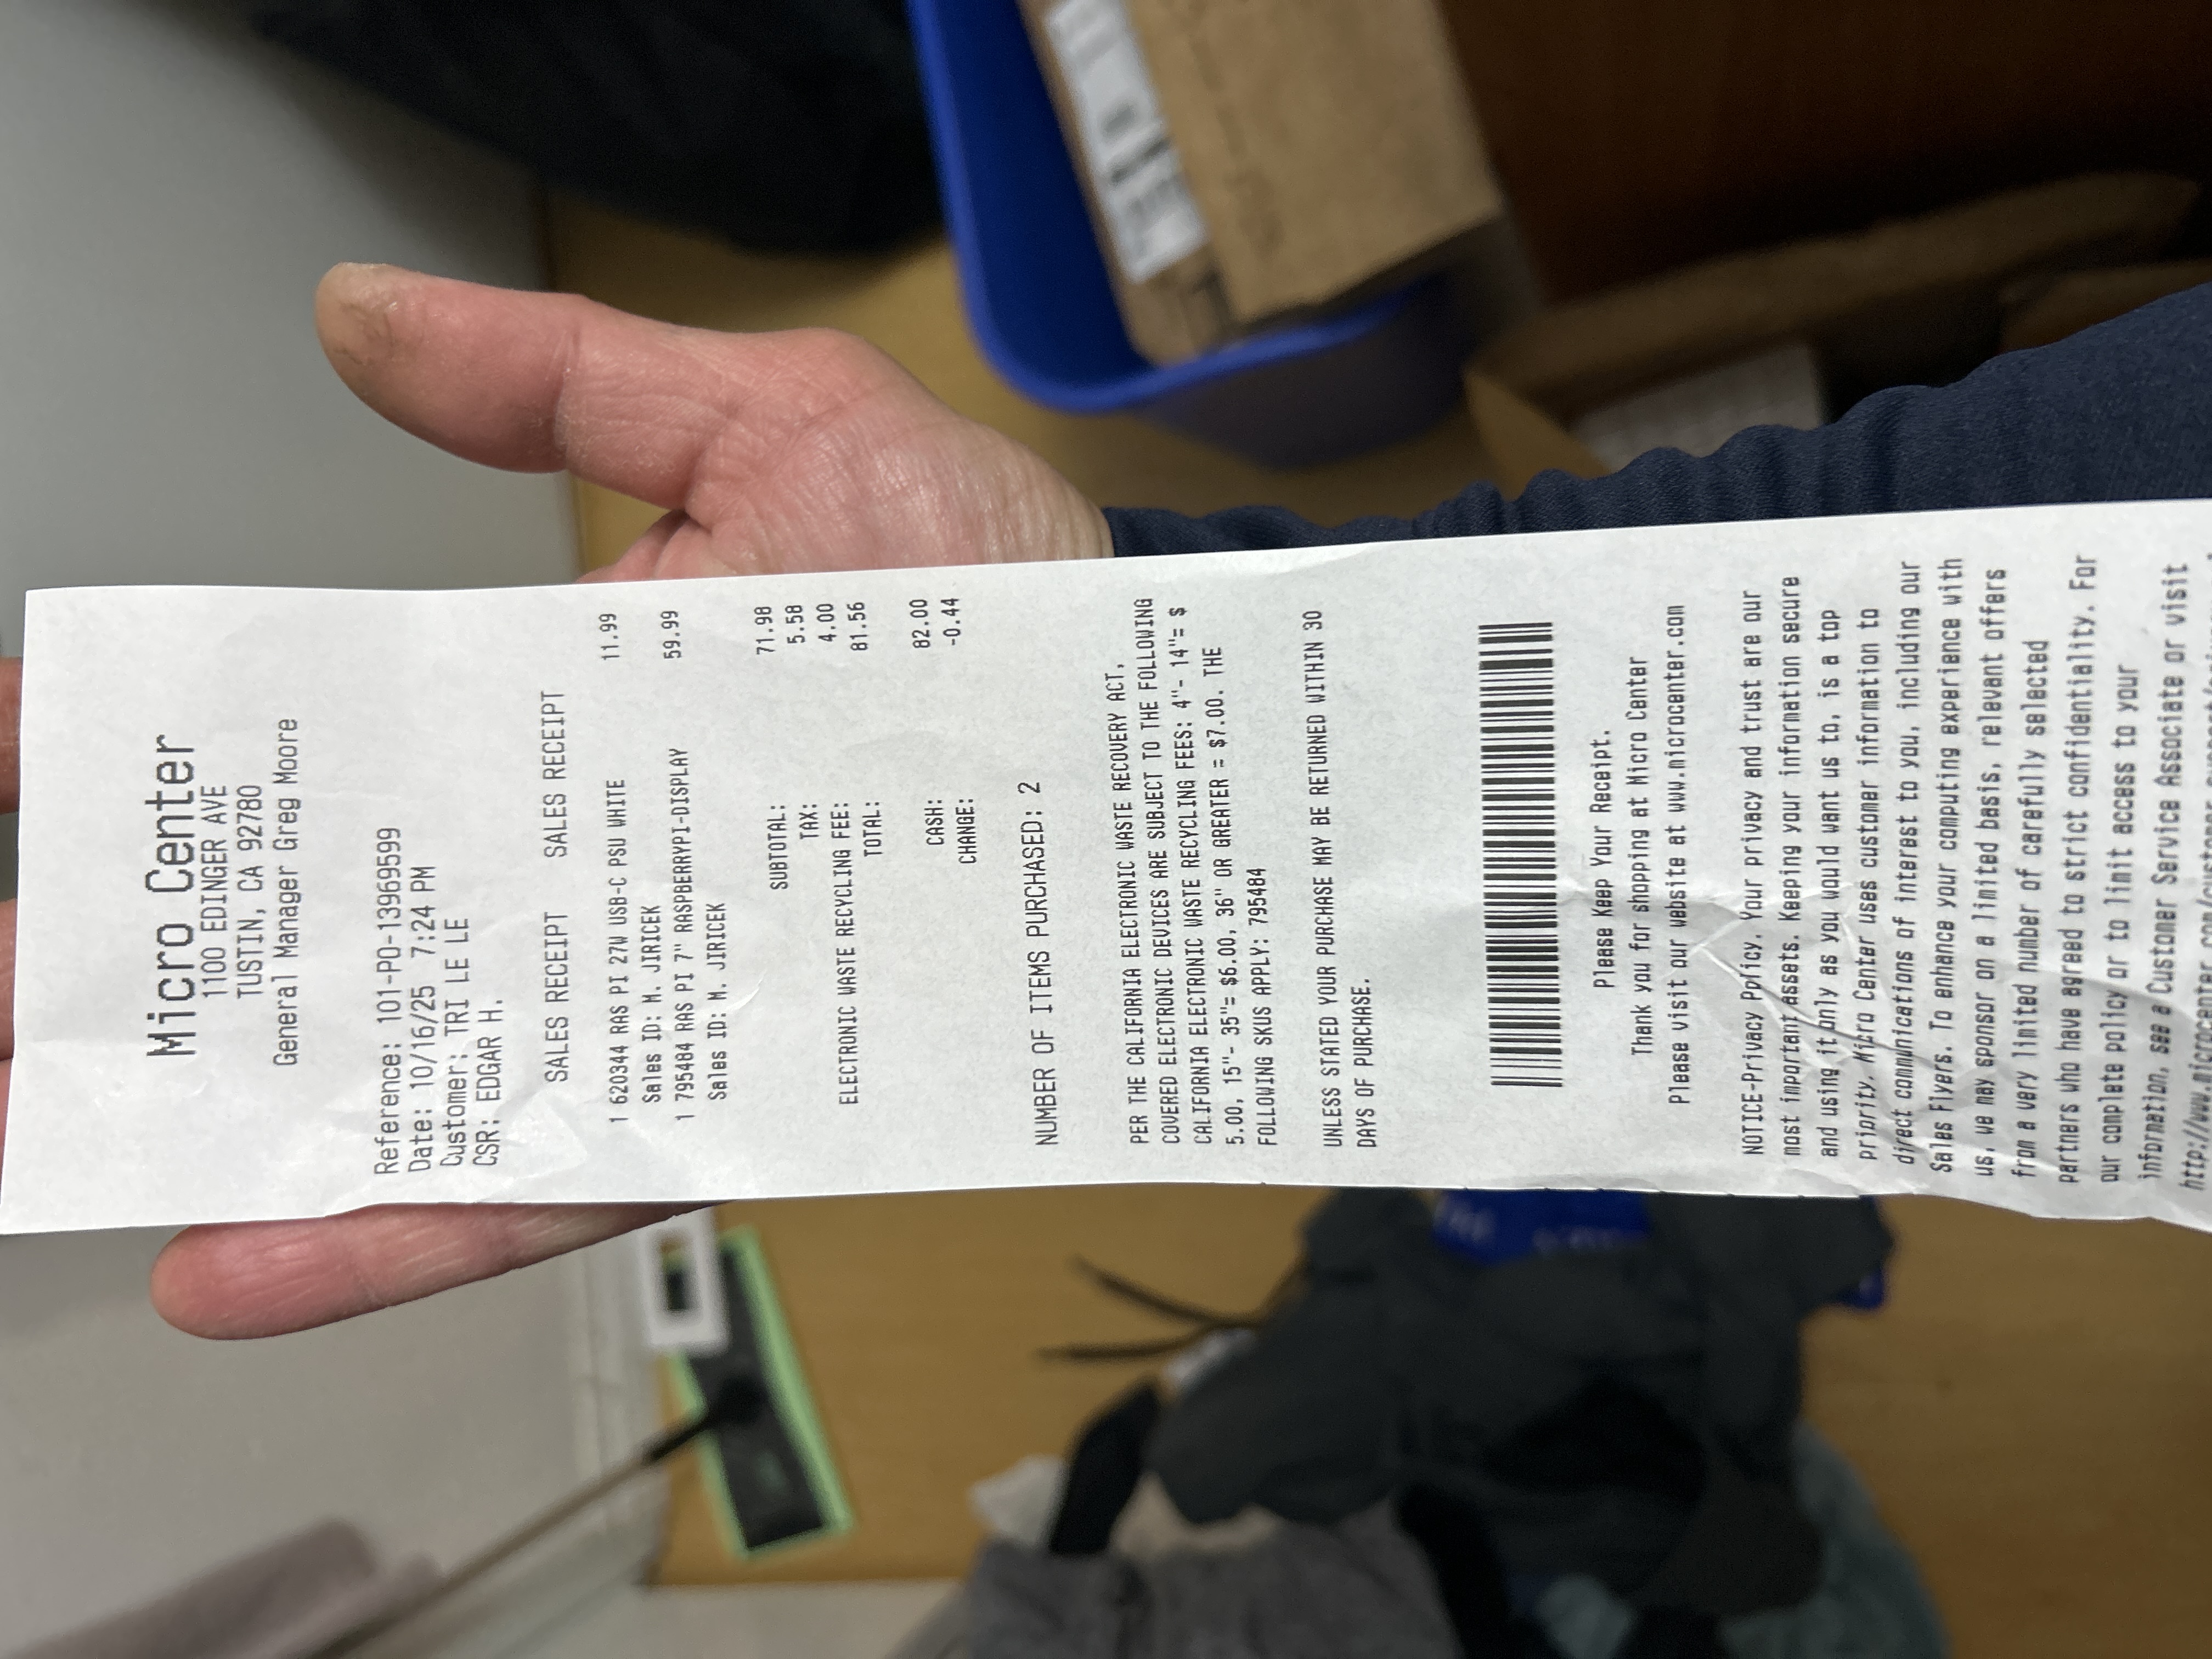 Micro Center
1100 EDINGER AVE
TUSTIN, CA 92780
General Manager Greg Moore
Reference: 101-PO-13969599
Date: 10/16/25 7:24 PM
Customer: TRI LE LE
CSR: EDGAR H.
SALES RECEIPT SALES RECEIPT
1 620344 RAS PI 27W USB-C PSU WHITE 11.99
Sales ID: M. JIRICEK
1 795484 RAS PI 7" RASPBERRYPI-DISPLAY 59.99
Sales ID: M. JIRICEK
SUBTOTAL: 71.98
TAX: 5.58
ELECTRONIC WASTE RECYCLING FEE: 4.00
TOTAL: 81.56
CASH: 82.00
CHANGE: -0.44
NUMBER OF ITEMS PURCHASED: 2
PER THE CALIFORNIA ELECTRONIC WASTE RECOVERY ACT,
COVERED ELECTRONIC DEVICES ARE SUBJECT TO THE FOLLOWING
CALIFORNIA ELECTRONIC WASTE RECYCLING FEES: 4"- 14"= $
5.00, 15"- 35"= $6.00, 36" OR GREATER = $7.00. THE
FOLLOWING SKUS APPLY: 795484
UNLESS STATED YOUR PURCHASE MAY BE RETURNED WITHIN 30
DAYS OF PURCHASE.
Please Keep Your Receipt.
Thank you for shopping at Micro Center
Please visit our website at www.microcenter.com
NOTICE-Privacy Policy. Your privacy and trust are our
most important assets. Keeping your information secure
and using it only as you would want us to, is a top
priority. Micro Center uses customer information to
direct communications of interest to you, including our
Sales Flyers. To enhance your computing experience with
us, we may sponsor on a limited basis, relevant offers
from a very limited number of carefully selected
partners who have agreed to strict confidentiality. For
our complete policy or to limit access to your
information, see a Customer Service Associate or visit